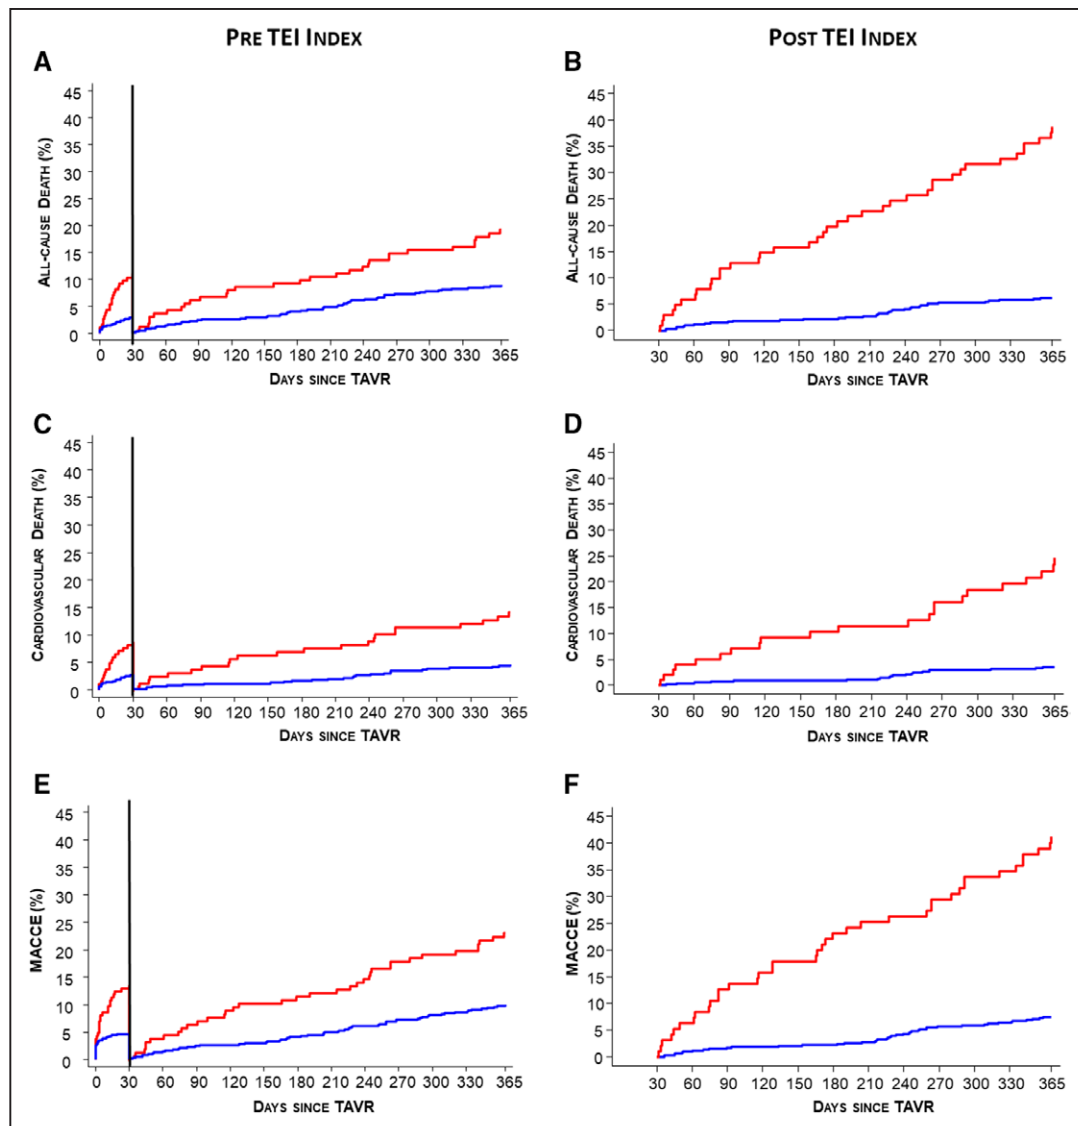 PRE TEI INDEX
POST TEI INDEX
A
ALL-CAUSE DEATH (%)
45
40
35
30
25
20
15
10
5
0
0 30 60 90 120 150 180 210 240 270 300 330 365
DAYS SINCE TAVR
B
ALL-CAUSE DEATH (%)
45
40
35
30
25
20
15
10
5
0
30 60 90 120 150 180 210 240 270 300 330 365
DAYS SINCE TAVR
C
CARDIOVASCULAR DEATH (%)
45
40
35
30
25
20
15
10
5
0
0 30 60 90 120 150 180 210 240 270 300 330 365
DAYS SINCE TAVR
D
CARDIOVASCULAR DEATH (%)
45
40
35
30
25
20
15
10
5
0
30 60 90 120 150 180 210 240 270 300 330 365
DAYS SINCE TAVR
E
MACCE (%)
45
40
35
30
25
20
15
10
5
0
0 30 60 90 120 150 180 210 240 270 300 330 365
DAYS SINCE TAVR
F
MACCE (%)
45
40
35
30
25
20
15
10
5
0
30 60 90 120 150 180 210 240 270 300 330 365
DAYS SINCE TAVR